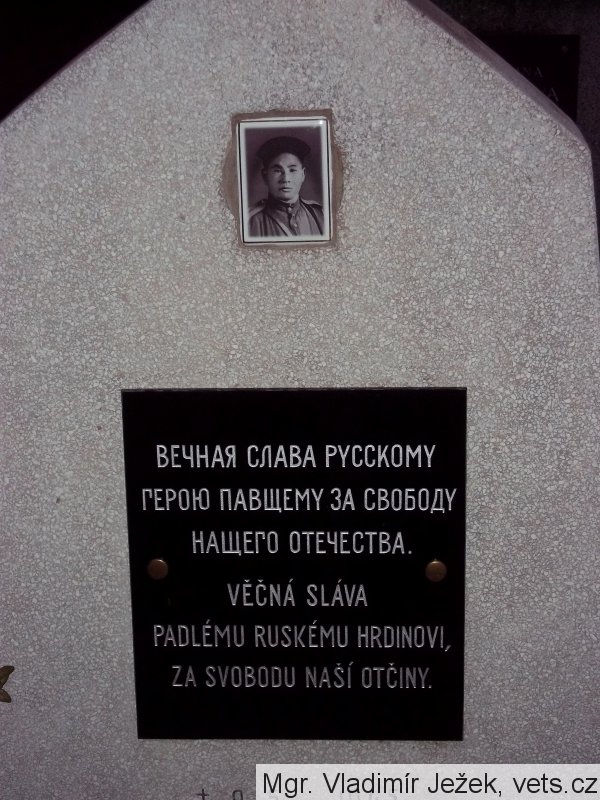 ВЕЧНАЯ СЛАВА РУССКОМУ
ГЕРОЮ ПАВЩЕМУ ЗА СВОБОДУ
НАЩЕГО ОТЕЧЕСТВА.
VĚČNÁ SLÁVA
PADLÉMU RUSKÉMU HRDINOVI,
ZA SVOBODU NAŠÍ OTČINY.
Mgr. Vladimír Ježek, vets.cz